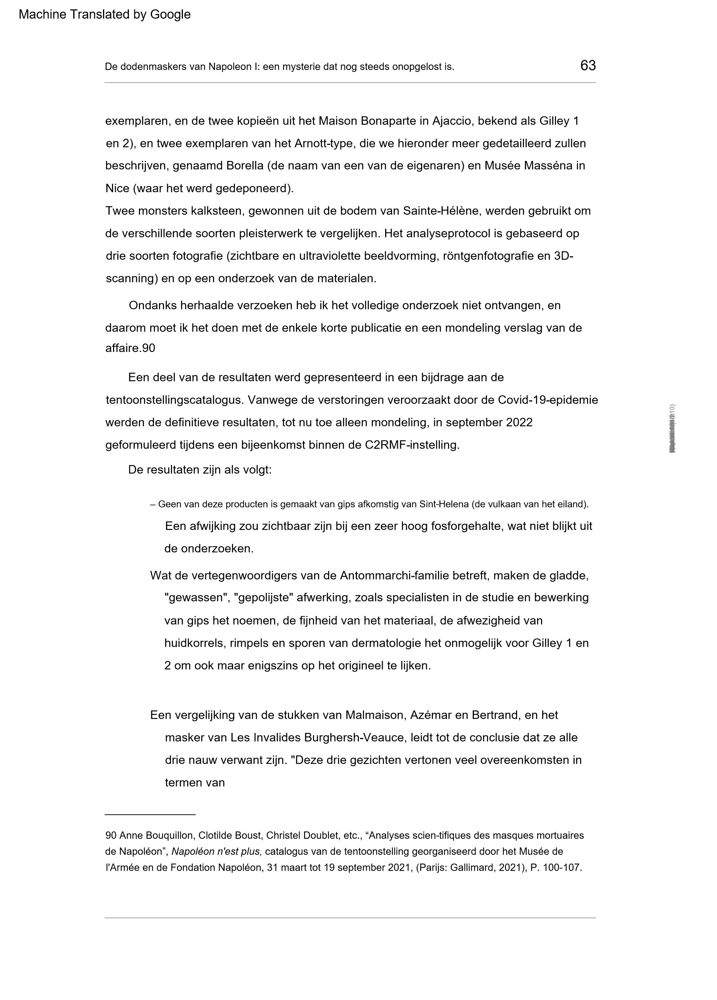 Machine Translated by Google
De dodenmaskers van Napoleon I: een mysterie dat nog steeds onopgelost is. 63
exemplaren, en de twee kopieën uit het Maison Bonaparte in Ajaccio, bekend als Gilley 1
en 2), en twee exemplaren van het Arnott-type, die we hieronder meer gedetailleerd zullen
beschrijven, genaamd Borella (de naam van een van de eigenaren) en Musée Masséna in
Nice (waar het werd gedeponeerd).
Twee monsters kalksteen, gewonnen uit de bodem van Sainte-Hélène, werden gebruikt om
de verschillende soorten pleisterwerk te vergelijken. Het analyseprotocol is gebaseerd op
drie soorten fotografie (zichtbare en ultraviolette beeldvorming, röntgenfotografie en 3D-
scanning) en op een onderzoek van de materialen.
Ondanks herhaalde verzoeken heb ik het volledige onderzoek niet ontvangen, en
daarom moet ik het doen met de enkele korte publicatie en een mondeling verslag van de
affaire.90
Een deel van de resultaten werd gepresenteerd in een bijdrage aan de
tentoonstellingscatalogus. Vanwege de verstoringen veroorzaakt door de Covid-19-epidemie
werden de definitieve resultaten, tot nu toe alleen mondeling, in september 2022
geformuleerd tijdens een bijeenkomst binnen de C2RMF-instelling.
De resultaten zijn als volgt:
– Geen van deze producten is gemaakt van gips afkomstig van Sint-Helena (de vulkaan van het eiland).
Een afwijking zou zichtbaar zijn bij een zeer hoog fosforgehalte, wat niet blijkt uit
de onderzoeken.
Wat de vertegenwoordigers van de Antommarchi-familie betreft, maken de gladde,
"gewassen", "gepolijste" afwerking, zoals specialisten in de studie en bewerking
van gips het noemen, de fijnheid van het materiaal, de afwezigheid van
huidkorrels, rimpels en sporen van dermatologie het onmogelijk voor Gilley 1 en
2 om ook maar enigszins op het origineel te lijken.
Een vergelijking van de stukken van Malmaison, Azémar en Bertrand, en het
masker van Les Invalides Burghersh-Veauce, leidt tot de conclusie dat ze alle
drie nauw verwant zijn. "Deze drie gezichten vertonen veel overeenkomsten in
termen van
90 Anne Bouquillon, Clotilde Boust, Christel Doublet, etc., “Analyses scien-tifiques des masques mortuaires
de Napoléon”, Napoléon n'est plus, catalogus van de tentoonstelling georganiseerd door het Musée de
l'Armée en de Fondation Napoléon, 31 maart tot 19 september 2021, (Parijs: Gallimard, 2021), P. 100-107.